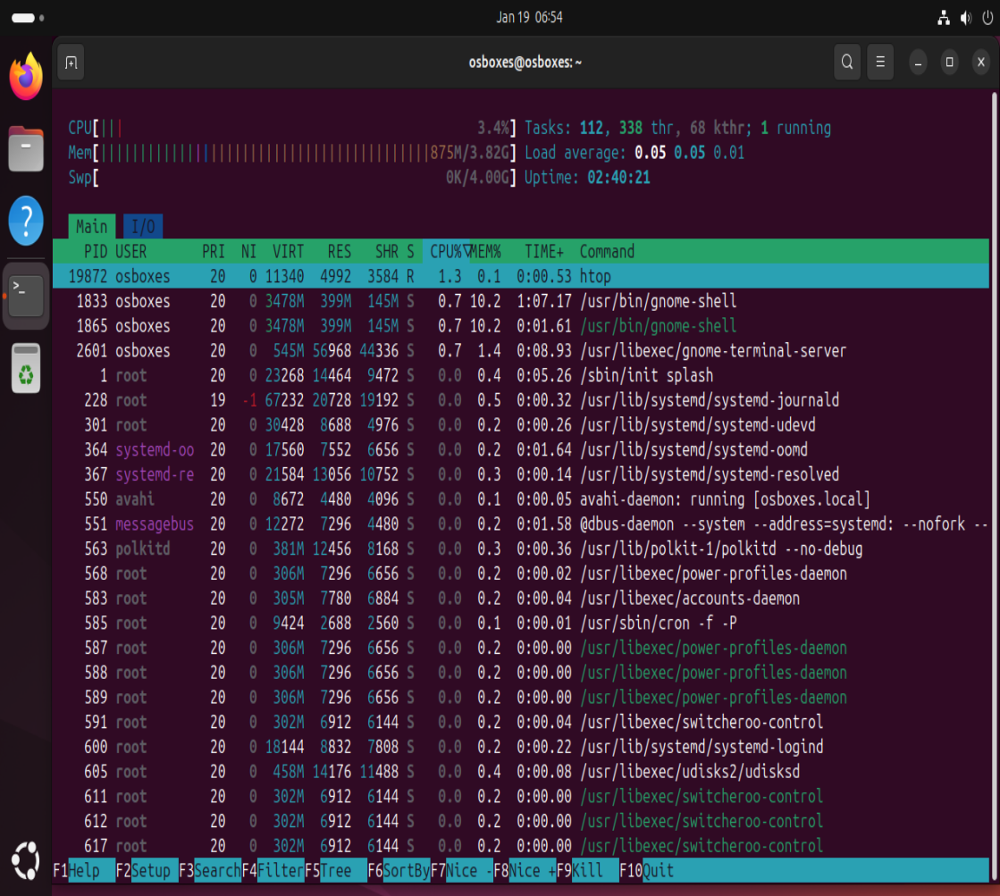 Jan 19 06:54
osboxes@osboxes: ~
CPU[||| 3.4%] Tasks: 112, 338 thr, 68 kthr; 1 running
Mem[||||||||||||||||||||||||||||||||||||||||||875M/3.82G] Load average: 0.05 0.05 0.01
Swp[ 0K/4.00G] Uptime: 02:40:21
Main I/O
PID USER PRI NI VIRT RES SHR S CPU%▽MEM% TIME+ Command
19872 osboxes 20 0 11340 4992 3584 R 1.3 0.1 0:00.53 htop
1833 osboxes 20 0 3478M 399M 145M S 0.7 10.2 1:07.17 /usr/bin/gnome-shell
1865 osboxes 20 0 3478M 399M 145M S 0.7 10.2 0:01.61 /usr/bin/gnome-shell
2601 osboxes 20 0 545M 56968 44336 S 0.7 1.4 0:08.93 /usr/libexec/gnome-terminal-server
1 root 20 0 23268 14464 9472 S 0.0 0.4 0:05.26 /sbin/init splash
228 root 19 -1 67232 20728 19192 S 0.0 0.5 0:00.32 /usr/lib/systemd/systemd-journald
301 root 20 0 30428 8688 4976 S 0.0 0.2 0:00.26 /usr/lib/systemd/systemd-udevd
364 systemd-oo 20 0 17560 7552 6656 S 0.0 0.2 0:01.64 /usr/lib/systemd/systemd-oomd
367 systemd-re 20 0 21584 13056 10752 S 0.0 0.3 0:00.14 /usr/lib/systemd/systemd-resolved
550 avahi 20 0 8672 4480 4096 S 0.0 0.1 0:00.05 avahi-daemon: running [osboxes.local]
551 messagebus 20 0 12272 7296 4480 S 0.0 0.2 0:01.58 @dbus-daemon --system --address=systemd: --nofork --
563 polkitd 20 0 381M 12456 8168 S 0.0 0.3 0:00.36 /usr/lib/polkit-1/polkitd --no-debug
568 root 20 0 306M 7296 6656 S 0.0 0.2 0:00.02 /usr/libexec/power-profiles-daemon
583 root 20 0 305M 7780 6884 S 0.0 0.2 0:00.04 /usr/libexec/accounts-daemon
585 root 20 0 9424 2688 2560 S 0.0 0.1 0:00.01 /usr/sbin/cron -f -P
587 root 20 0 306M 7296 6656 S 0.0 0.2 0:00.00 /usr/libexec/power-profiles-daemon
588 root 20 0 306M 7296 6656 S 0.0 0.2 0:00.00 /usr/libexec/power-profiles-daemon
589 root 20 0 306M 7296 6656 S 0.0 0.2 0:00.00 /usr/libexec/power-profiles-daemon
591 root 20 0 302M 6912 6144 S 0.0 0.2 0:00.04 /usr/libexec/switcheroo-control
600 root 20 0 18144 8832 7808 S 0.0 0.2 0:00.22 /usr/lib/systemd/systemd-logind
605 root 20 0 458M 14176 11488 S 0.0 0.4 0:00.08 /usr/libexec/udisks2/udisksd
611 root 20 0 302M 6912 6144 S 0.0 0.2 0:00.00 /usr/libexec/switcheroo-control
612 root 20 0 302M 6912 6144 S 0.0 0.2 0:00.00 /usr/libexec/switcheroo-control
617 root 20 0 302M 6912 6144 S 0.0 0.2 0:00.00 /usr/libexec/switcheroo-control
F1Help F2Setup F3SearchF4FilterF5Tree F6SortByF7Nice -F8Nice +F9Kill F10Quit